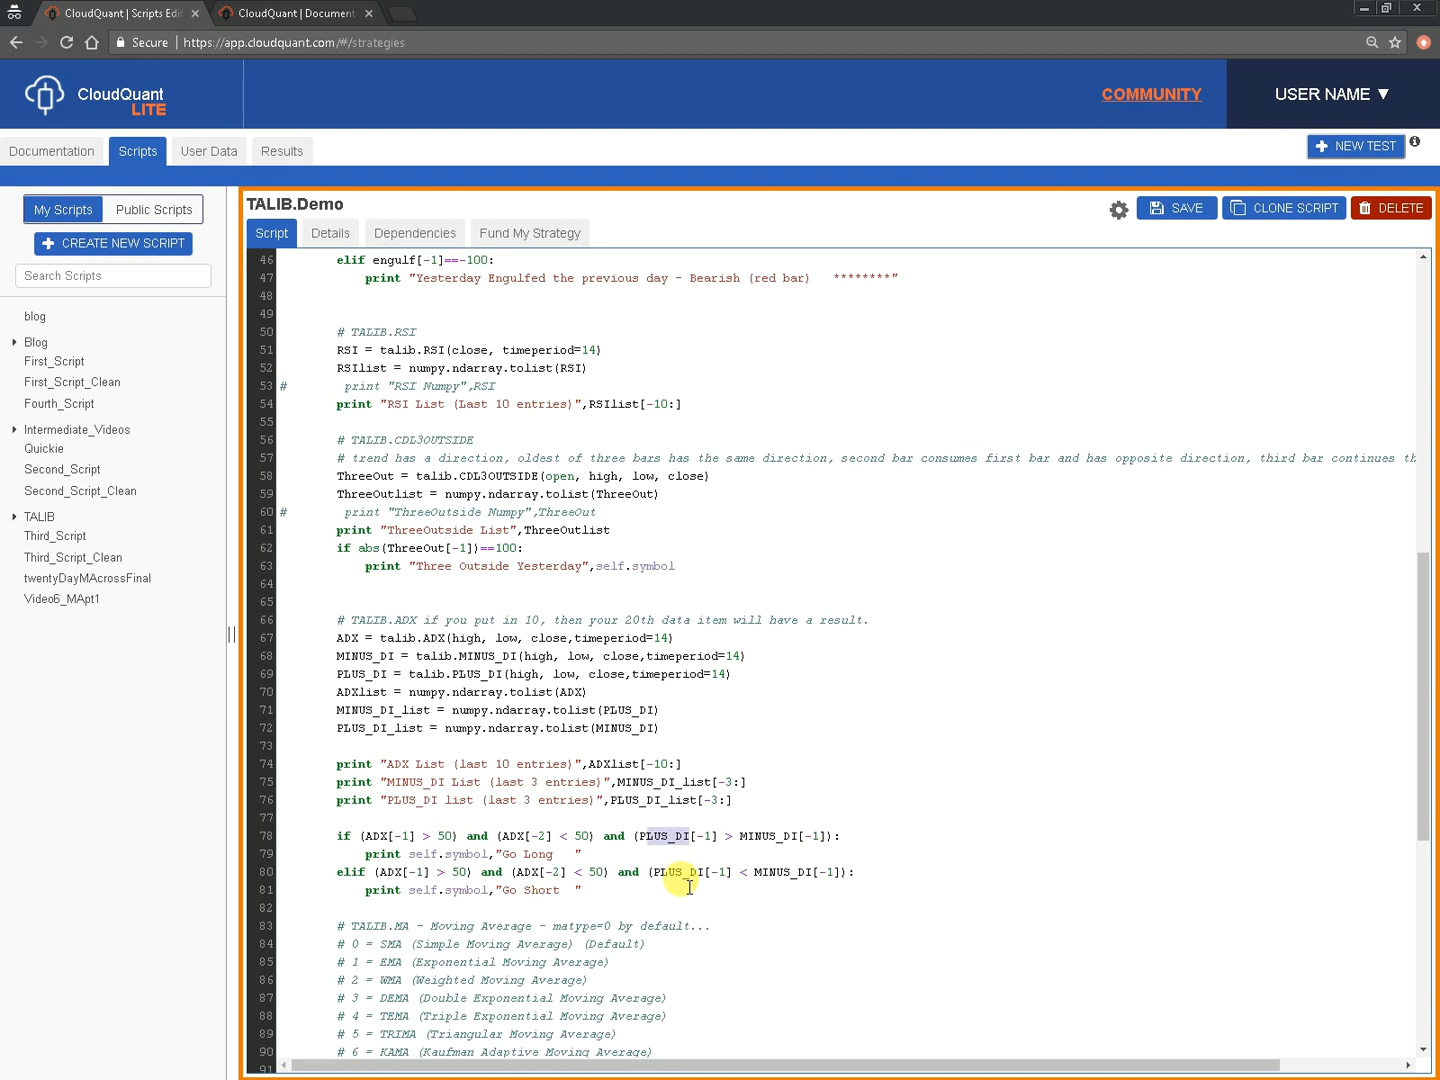 CloudQuant | Scripts Edit
CloudQuant | Document
Secure | https://app.cloudquant.com/#/strategies
CloudQuant
LITE
COMMUNITY
USER NAME ▼
Documentation
Scripts
User Data
Results
+ NEW TEST
My Scripts
Public Scripts
+ CREATE NEW SCRIPT
Search Scripts
blog
Blog
First_Script
First_Script_Clean
Fourth_Script
Intermediate_Videos
Quickie
Second_Script
Second_Script_Clean
TALIB
Third_Script
Third_Script_Clean
twentyDayMAcrossFinal
Video6_MApt1
TALIB.Demo
SAVE
CLONE SCRIPT
DELETE
Script
Details
Dependencies
Fund My Strategy
46 elif engulf[-1]==-100:
47 print "Yesterday Engulfed the previous day - Bearish (red bar)   ********"
48
49
50 # TALIB.RSI
51 RSI = talib.RSI(close, timeperiod=14)
52 RSIlist = numpy.ndarray.tolist(RSI)
53 # print "RSI Numpy",RSI
54 print "RSI List (Last 10 entries)",RSIlist[-10:]
55
56 # TALIB.CDL3OUTSIDE
57 # trend has a direction, oldest of three bars has the same direction, second bar consumes first bar and has opposite direction, third bar continues th
58 ThreeOut = talib.CDL3OUTSIDE(open, high, low, close)
59 ThreeOutlist = numpy.ndarray.tolist(ThreeOut)
60 # print "ThreeOutside Numpy",ThreeOut
61 print "ThreeOutside List",ThreeOutlist
62 if abs(ThreeOut[-1])==100:
63 print "Three Outside Yesterday",self.symbol
64
65
66 # TALIB.ADX if you put in 10, then your 20th data item will have a result.
67 ADX = talib.ADX(high, low, close,timeperiod=14)
68 MINUS_DI = talib.MINUS_DI(high, low, close,timeperiod=14)
69 PLUS_DI = talib.PLUS_DI(high, low, close,timeperiod=14)
70 ADXlist = numpy.ndarray.tolist(ADX)
71 MINUS_DI_list = numpy.ndarray.tolist(PLUS_DI)
72 PLUS_DI_list = numpy.ndarray.tolist(MINUS_DI)
73
74 print "ADX List (last 10 entries)",ADXlist[-10:]
75 print "MINUS_DI List (last 3 entries)",MINUS_DI_list[-3:]
76 print "PLUS_DI list (last 3 entries)",PLUS_DI_list[-3:]
77
78 if (ADX[-1] > 50) and (ADX[-2] < 50) and (PLUS_DI[-1] > MINUS_DI[-1]):
79 print self.symbol,"Go Long   "
80 elif (ADX[-1] > 50) and (ADX[-2] < 50) and (PLUS_DI[-1] < MINUS_DI[-1]):
81 print self.symbol,"Go Short  "
82
83 # TALIB.MA - Moving Average - matype=0 by default...
84 # 0 = SMA (Simple Moving Average) (Default)
85 # 1 = EMA (Exponential Moving Average)
86 # 2 = WMA (Weighted Moving Average)
87 # 3 = DEMA (Double Exponential Moving Average)
88 # 4 = TEMA (Triple Exponential Moving Average)
89 # 5 = TRIMA (Triangular Moving Average)
90 # 6 = KAMA (Kaufman Adaptive Moving Average)
91